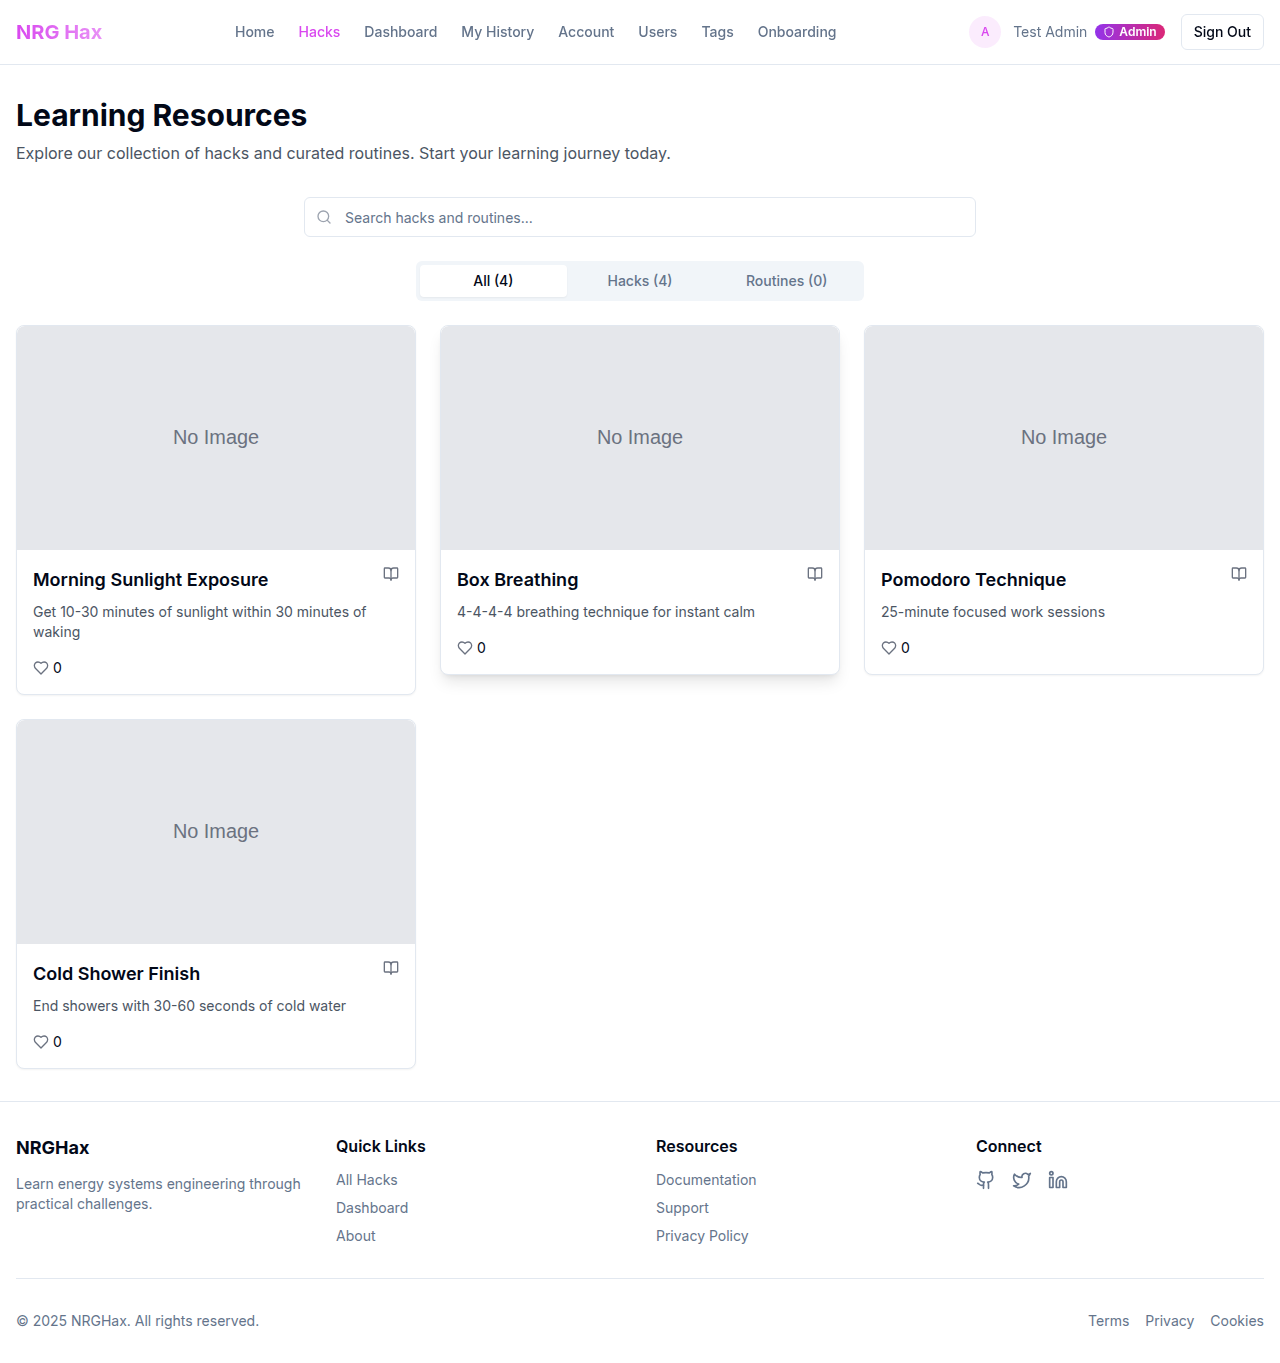 NRG Hax
Home Hacks Dashboard My History Account Users Tags Onboarding
A Test Admin Admin Sign Out
Learning Resources
Explore our collection of hacks and curated routines. Start your learning journey today.
Search hacks and routines...
All (4) Hacks (4) Routines (0)
No Image
Morning Sunlight Exposure
Get 10-30 minutes of sunlight within 30 minutes of
waking
0
No Image
Box Breathing
4-4-4-4 breathing technique for instant calm
0
No Image
Pomodoro Technique
25-minute focused work sessions
0
No Image
Cold Shower Finish
End showers with 30-60 seconds of cold water
0
NRGHax
Learn energy systems engineering through
practical challenges.
Quick Links
All Hacks
Dashboard
About
Resources
Documentation
Support
Privacy Policy
Connect
© 2025 NRGHax. All rights reserved.
Terms Privacy Cookies